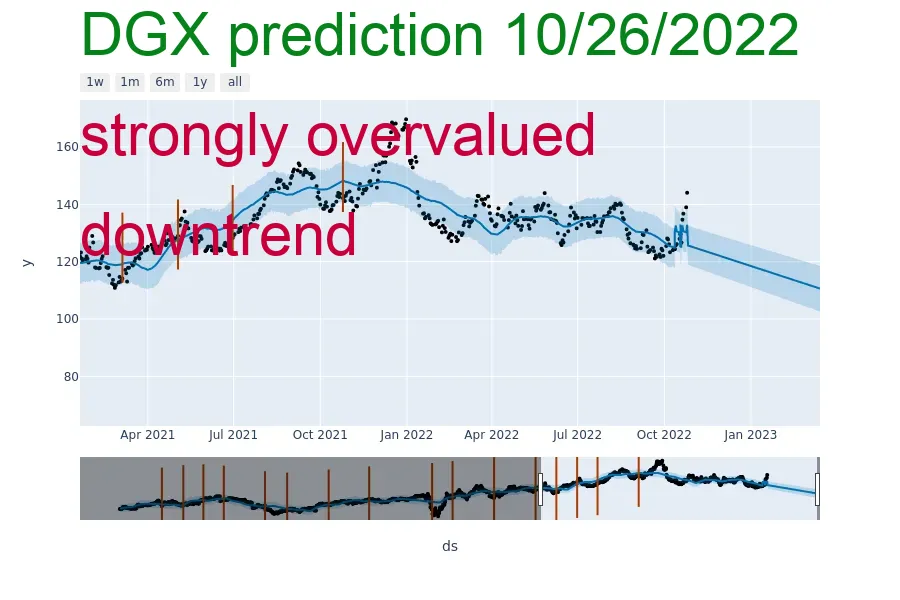 DGX prediction 10/26/2022
1w 1m 6m 1y all
strongly overvalued
160
140
downtrend
120
y
100
80
Apr 2021 Jul 2021 Oct 2021 Jan 2022 Apr 2022 Jul 2022 Oct 2022 Jan 2023
ds